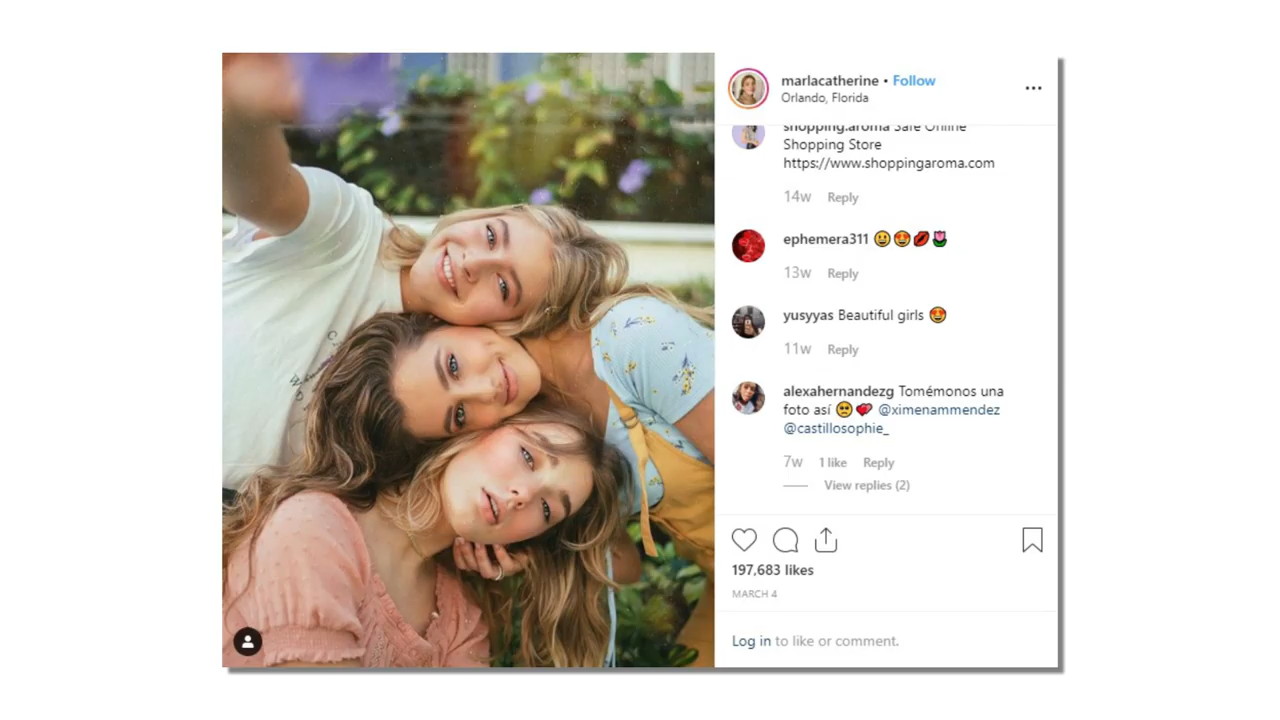 marlacatherine • Follow
Orlando, Florida
shopping.aroma Safe Online
Shopping Store
https://www.shoppingaroma.com
14w Reply
ephemera311 😀😍💋🌷
13w Reply
yusyyas Beautiful girls 😍
11w Reply
alexahernandezg Tomémonos una
foto así 🥺💕 @ximenammendez
@castillosophie_
7w 1 like Reply
View replies (2)
197,683 likes
MARCH 4
Log in to like or comment.